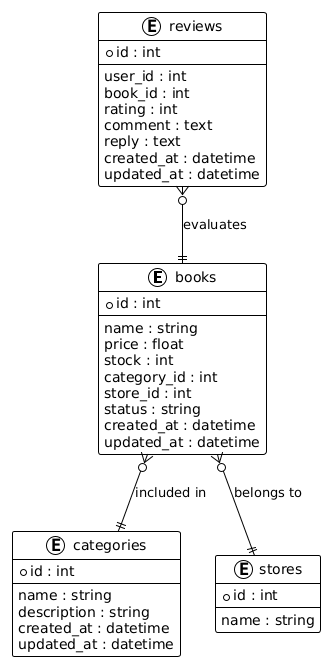 E reviews
id : int
user_id : int
book_id : int
rating : int
comment : text
reply : text
created_at : datetime
updated_at : datetime
evaluates
E books
id : int
name : string
price : float
stock : int
category_id : int
store_id : int
status : string
created_at : datetime
updated_at : datetime
included in
belongs to
E categories
id : int
name : string
description : string
created_at : datetime
updated_at : datetime
E stores
id : int
name : string